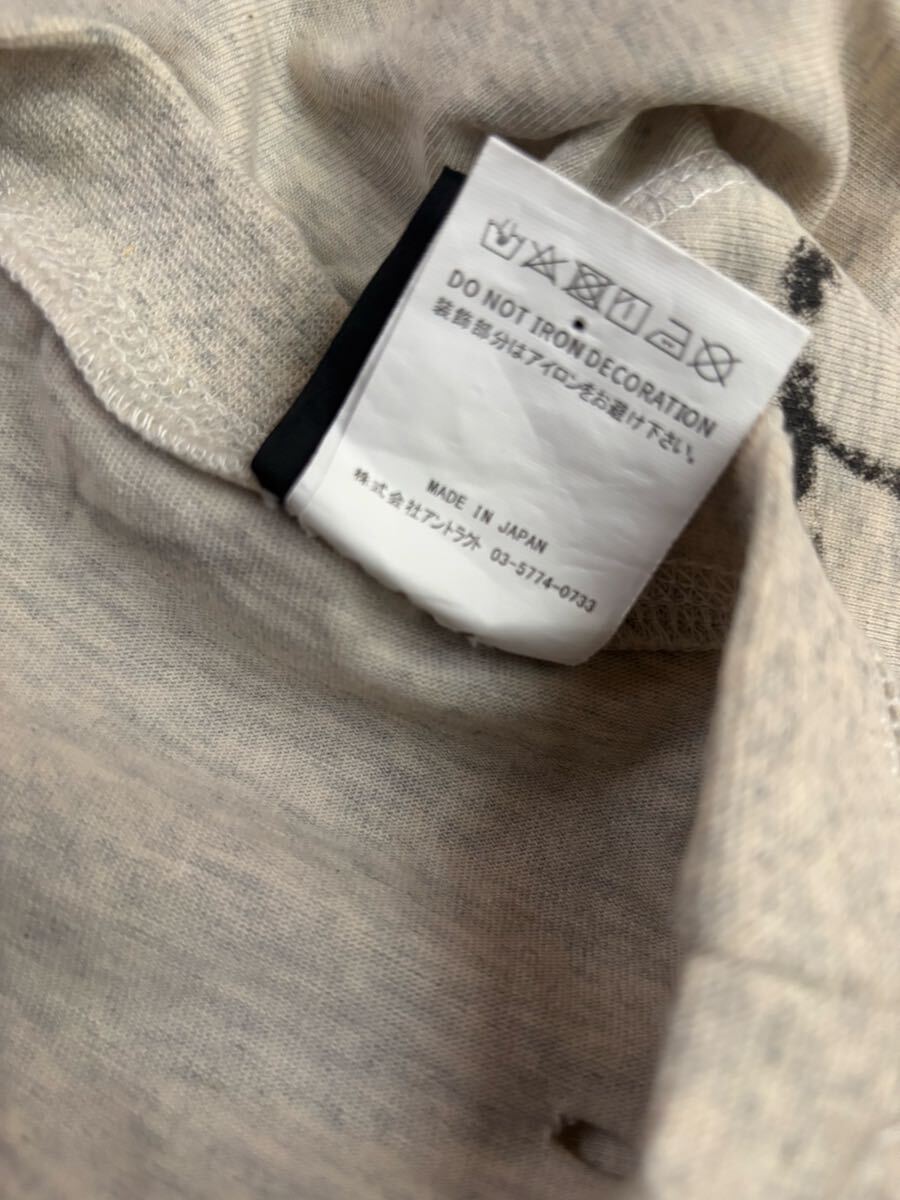 DO NOT IRON DECORATION
装飾部分はアイロンをお避け下さい。
MADE IN JAPAN
株式会社アントラクト 03-5774-0733